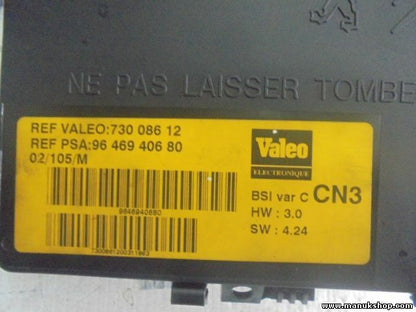 NE PAS LAISSER TOMBE
REF VALEO:730 086 12
REF PSA:96 469 406 80
02/105/M
9646940680
Valeo
ELECTRONIQUE
BSI var C CN3
HW : 3.0
SW : 4.24
www.manukshop.com